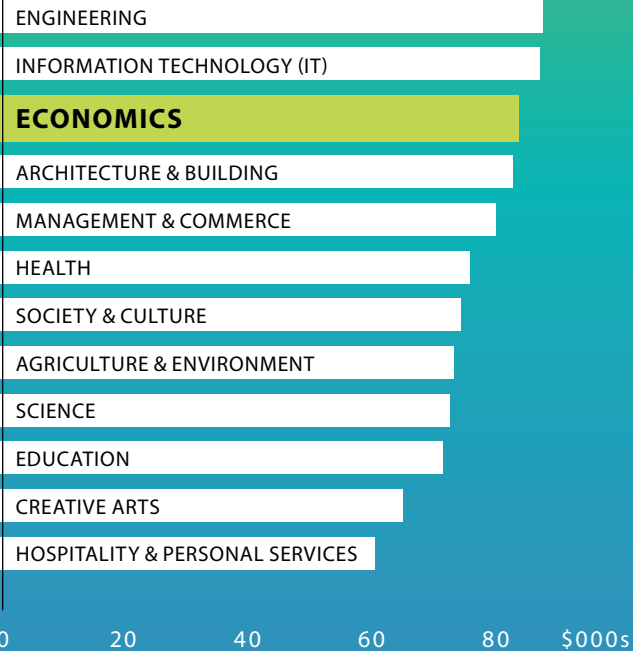 ENGINEERING
INFORMATION TECHNOLOGY (IT)
ECONOMICS
ARCHITECTURE & BUILDING
MANAGEMENT & COMMERCE
HEALTH
SOCIETY & CULTURE
AGRICULTURE & ENVIRONMENT
SCIENCE
EDUCATION
CREATIVE ARTS
HOSPITALITY & PERSONAL SERVICES
0 20 40 60 80 $000s